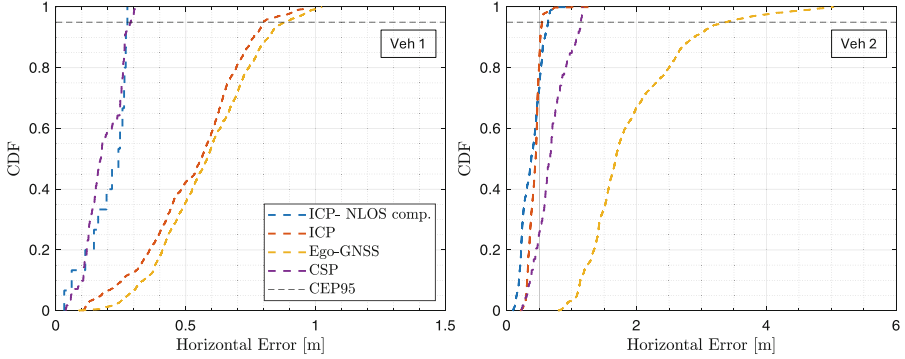 1
0.8
0.6
0.4
0.2
0
CDF
Veh 1
ICP- NLOS comp.
ICP
Ego-GNSS
CSP
CEP95
0 0.5 1 1.5
Horizontal Error [m]
1
0.8
0.6
0.4
0.2
0
CDF
Veh 2
0 2 4 6
Horizontal Error [m]